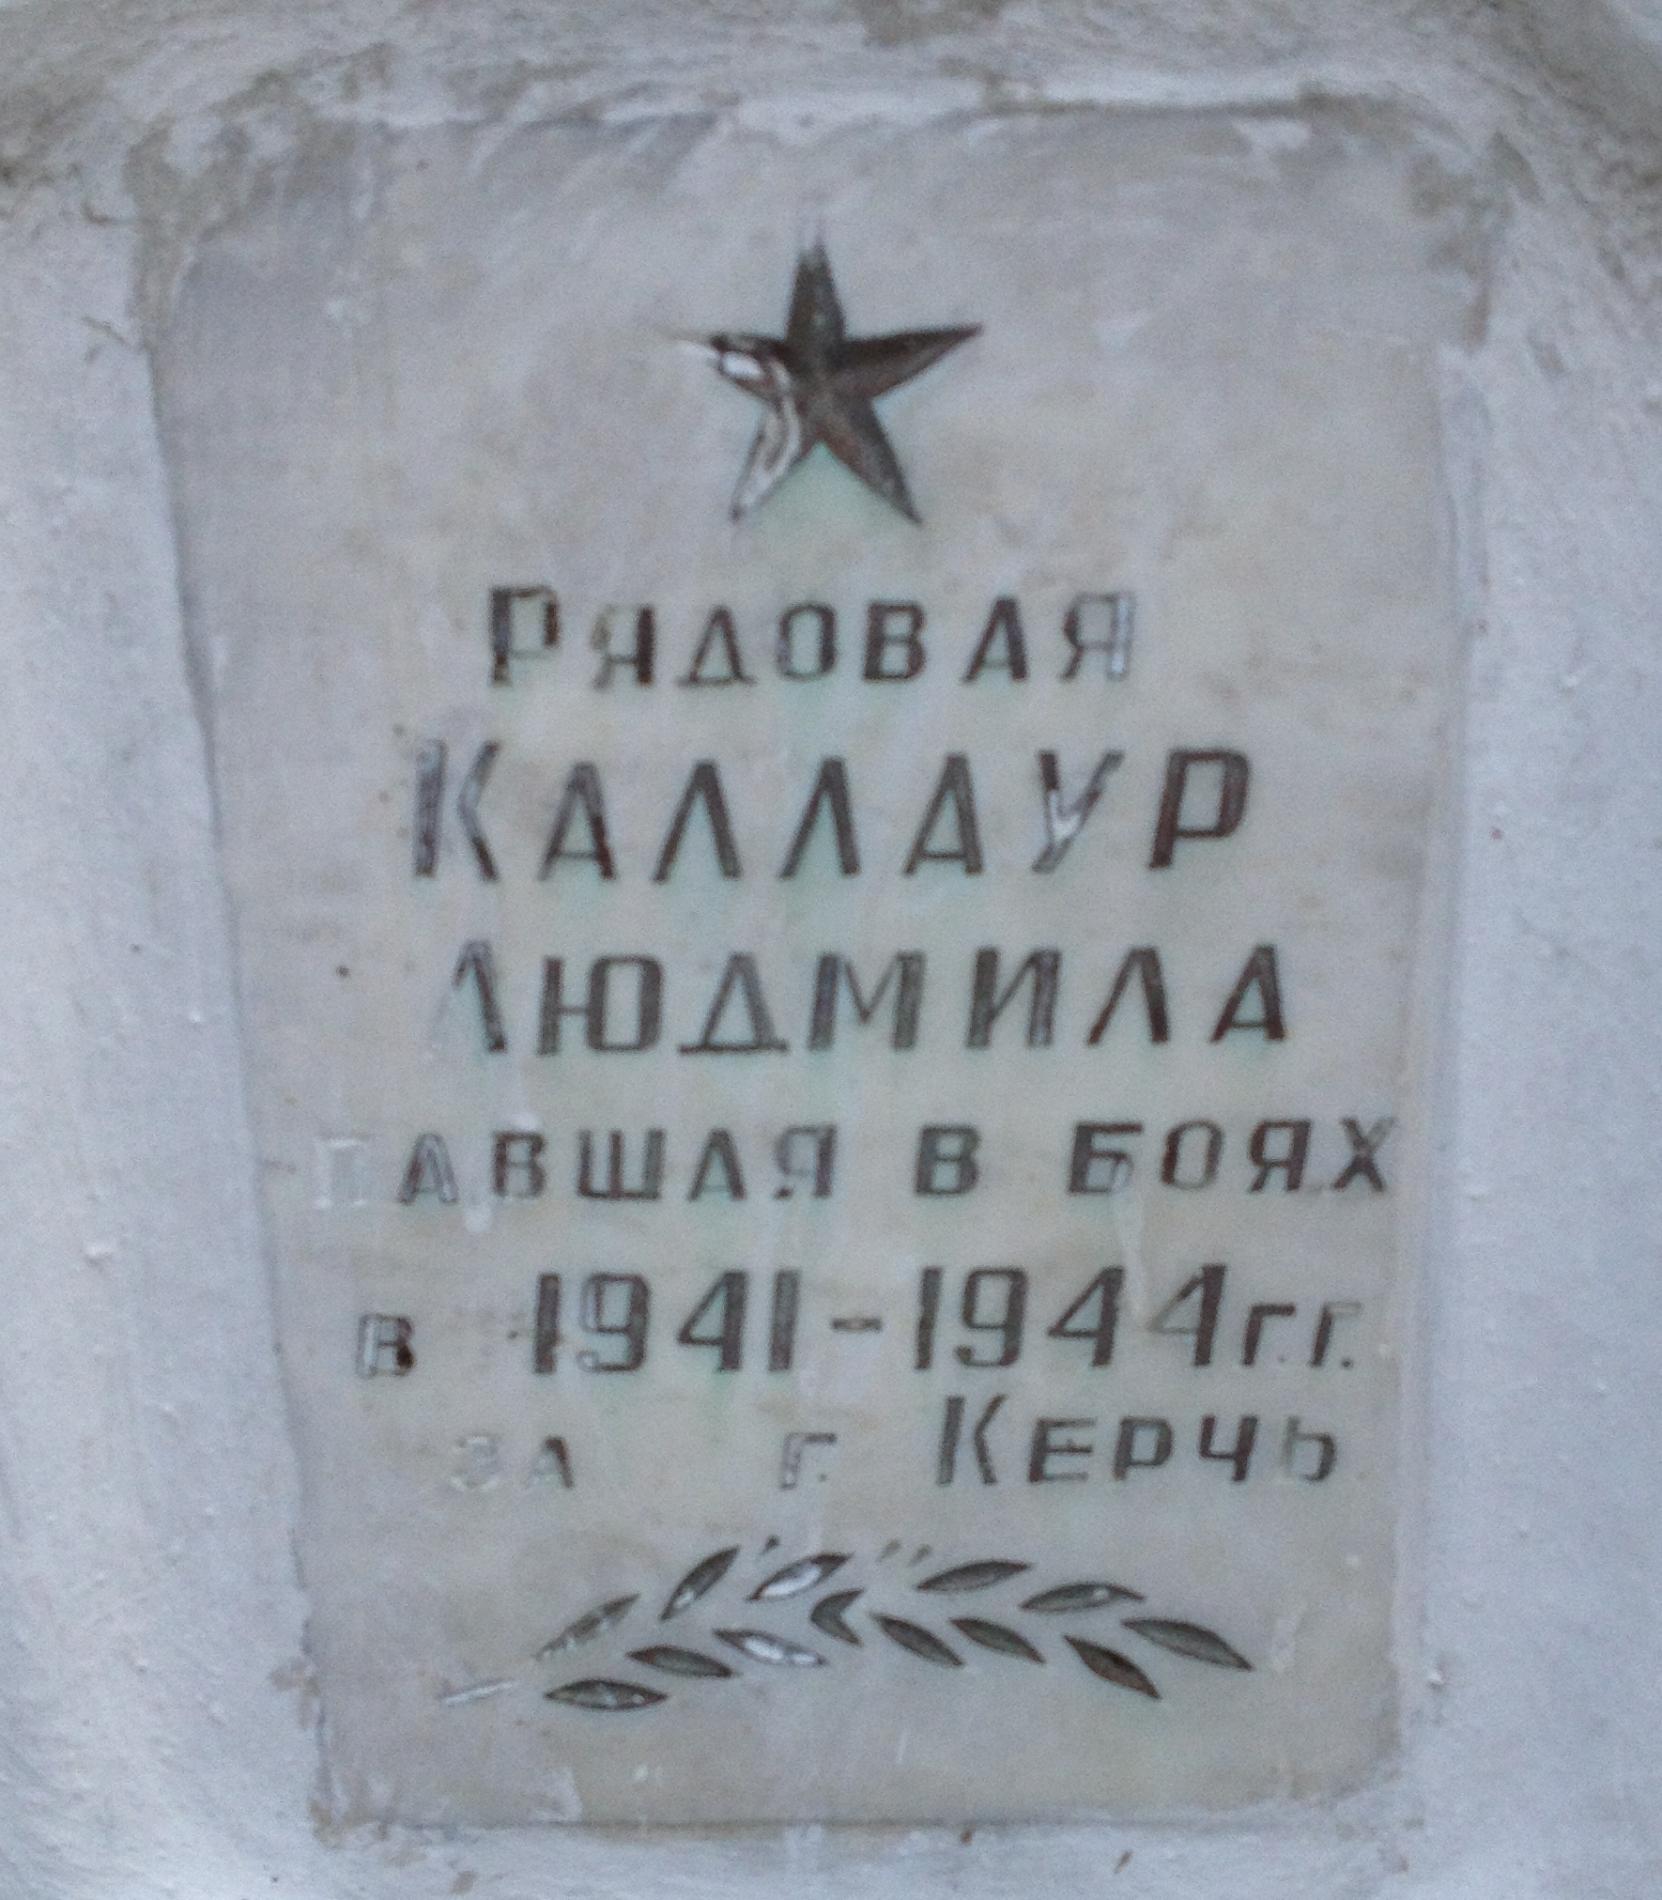 Рядовая
Каллаур
Людмила
павшая в боях
в 1941-1944 г.г.
за г. Керчь